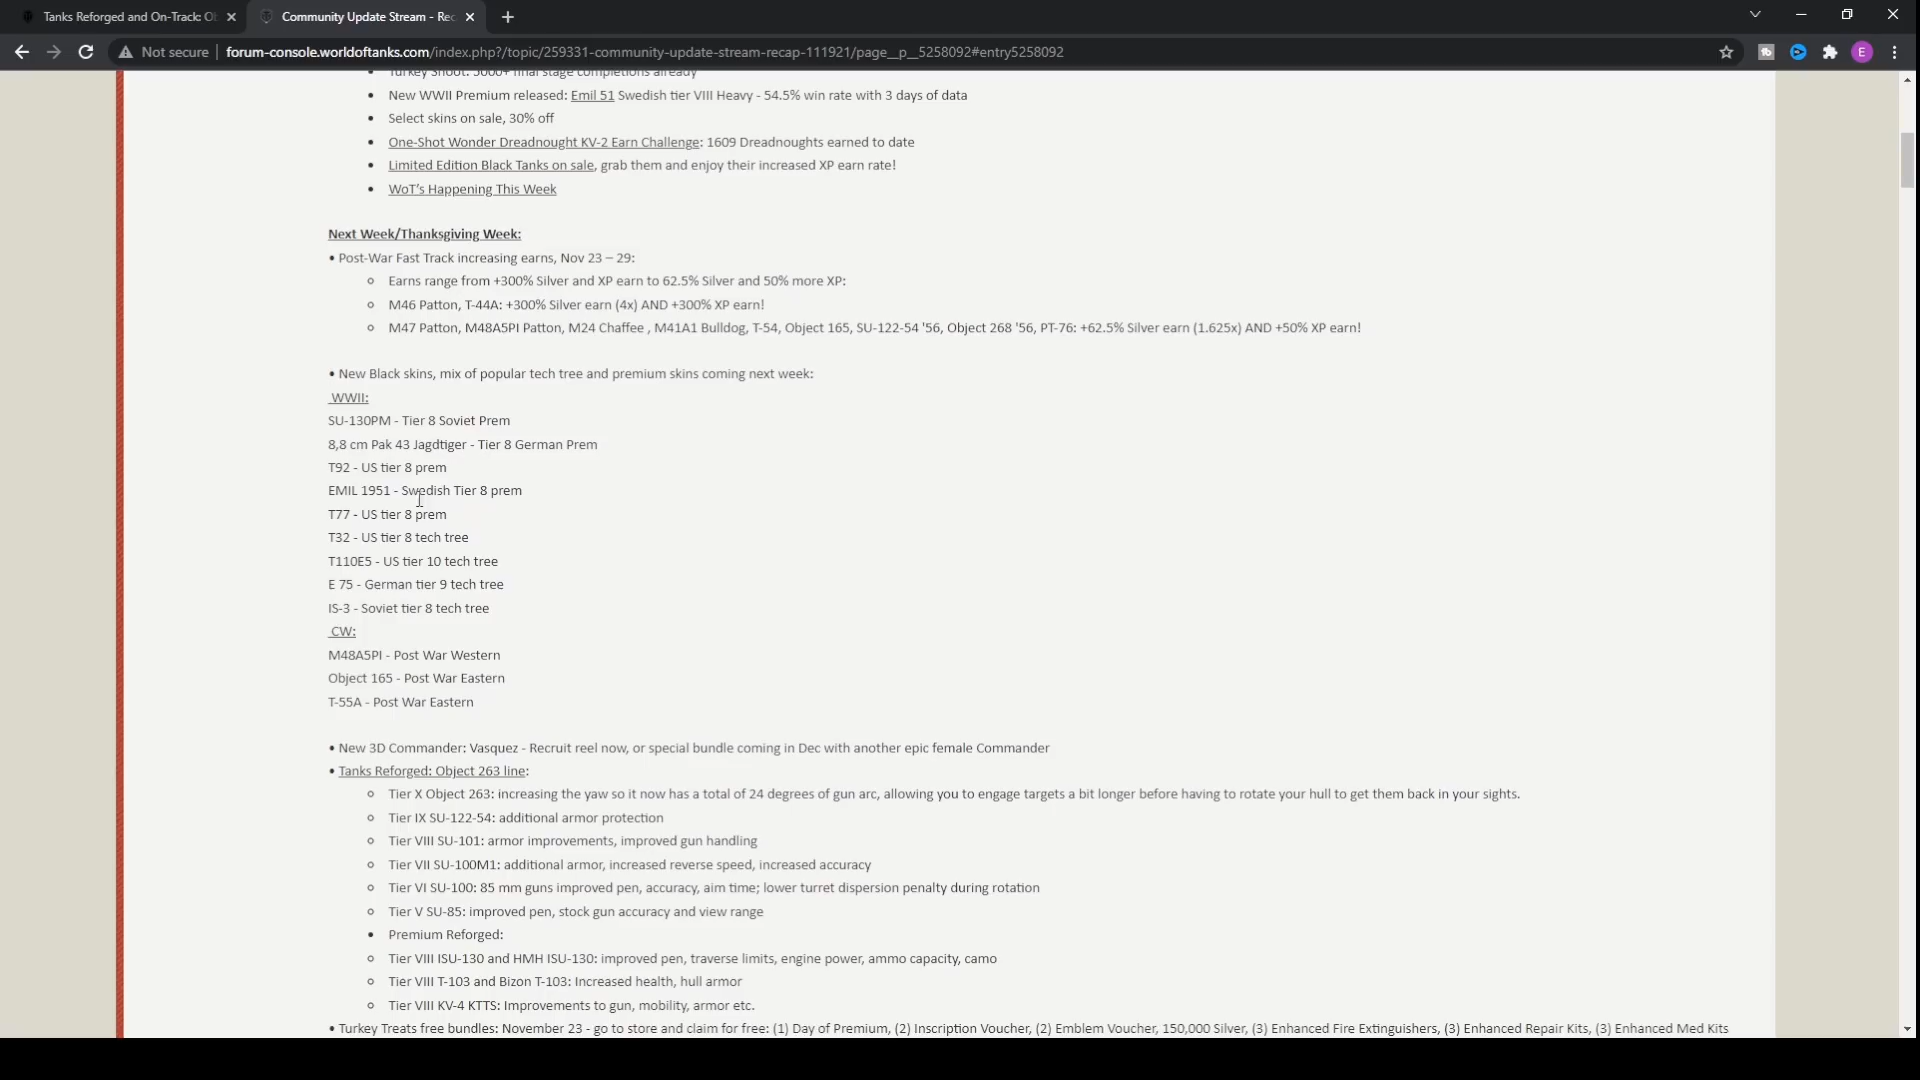 Tanks Reforged and On-Track: Ob
Community Update Stream - Rec
Not secure
forum-console.worldoftanks.com/index.php?/topic/259331-community-update-stream-recap-111921/page__p__5258092#entry5258092
E
Turkey Shoot: 5000+ final stage completions already
• New WWII Premium released: Emil 51 Swedish tier VIII Heavy - 54.5% win rate with 3 days of data
• Select skins on sale, 30% off
• One-Shot Wonder Dreadnought KV-2 Earn Challenge: 1609 Dreadnoughts earned to date
• Limited Edition Black Tanks on sale, grab them and enjoy their increased XP earn rate!
• WoT's Happening This Week
Next Week/Thanksgiving Week:
• Post-War Fast Track increasing earns, Nov 23 – 29:
○ Earns range from +300% Silver and XP earn to 62.5% Silver and 50% more XP:
○ M46 Patton, T-44A: +300% Silver earn (4x) AND +300% XP earn!
○ M47 Patton, M48A5PI Patton, M24 Chaffee , M41A1 Bulldog, T-54, Object 165, SU-122-54 '56, Object 268 '56, PT-76: +62.5% Silver earn (1.625x) AND +50% XP earn!
• New Black skins, mix of popular tech tree and premium skins coming next week:
WWII:
SU-130PM - Tier 8 Soviet Prem
8,8 cm Pak 43 Jagdtiger - Tier 8 German Prem
T92 - US tier 8 prem
EMIL 1951 - Swedish Tier 8 prem
T77 - US tier 8 prem
T32 - US tier 8 tech tree
T110E5 - US tier 10 tech tree
E 75 - German tier 9 tech tree
IS-3 - Soviet tier 8 tech tree
CW:
M48A5PI - Post War Western
Object 165 - Post War Eastern
T-55A - Post War Eastern
• New 3D Commander: Vasquez - Recruit reel now, or special bundle coming in Dec with another epic female Commander
• Tanks Reforged: Object 263 line:
○ Tier X Object 263: increasing the yaw so it now has a total of 24 degrees of gun arc, allowing you to engage targets a bit longer before having to rotate your hull to get them back in your sights.
○ Tier IX SU-122-54: additional armor protection
○ Tier VIII SU-101: armor improvements, improved gun handling
○ Tier VII SU-100M1: additional armor, increased reverse speed, increased accuracy
○ Tier VI SU-100: 85 mm guns improved pen, accuracy, aim time; lower turret dispersion penalty during rotation
○ Tier V SU-85: improved pen, stock gun accuracy and view range
• Premium Reforged:
○ Tier VIII ISU-130 and HMH ISU-130: improved pen, traverse limits, engine power, ammo capacity, camo
○ Tier VIII T-103 and Bizon T-103: Increased health, hull armor
○ Tier VIII KV-4 KTTS: Improvements to gun, mobility, armor etc.
• Turkey Treats free bundles: November 23 - go to store and claim for free: (1) Day of Premium, (2) Inscription Voucher, (2) Emblem Voucher, 150,000 Silver, (3) Enhanced Fire Extinguishers, (3) Enhanced Repair Kits, (3) Enhanced Med Kits